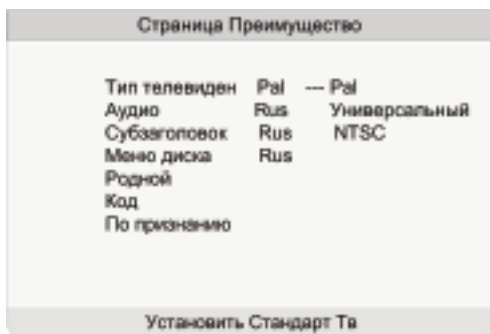 Страница Преимущество
Тип телевиден Pal --- Pal
Аудио Rus Универсальный
Субзаголовок Rus NTSC
Меню диска Rus
Родной
Код
По признанию
Установить Стандарт Тв